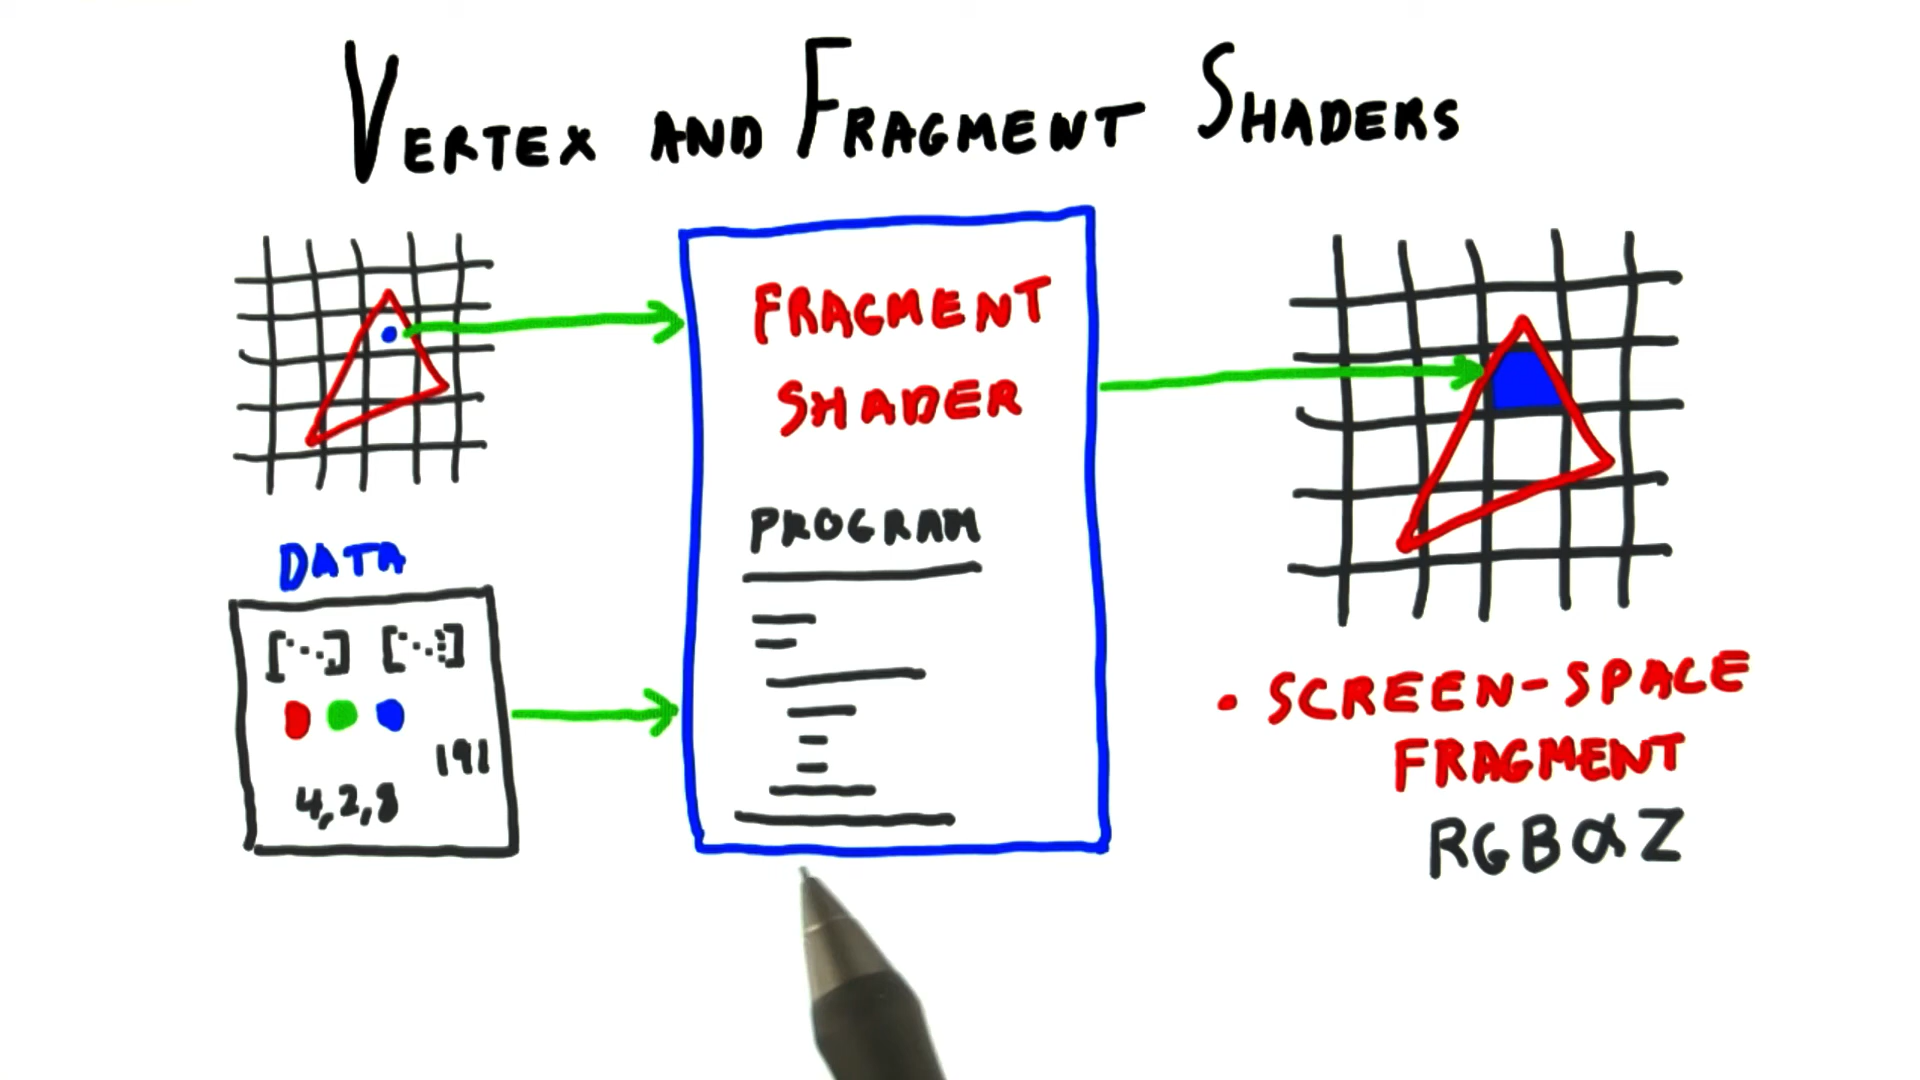 VERTEX AND FRAGMENT SHADERS
FRAGMENT
SHADER
PROGRAM
DATA
[⋱] [⋱]
191
4,2,8
• SCREEN-SPACE
FRAGMENT
RGBαZ